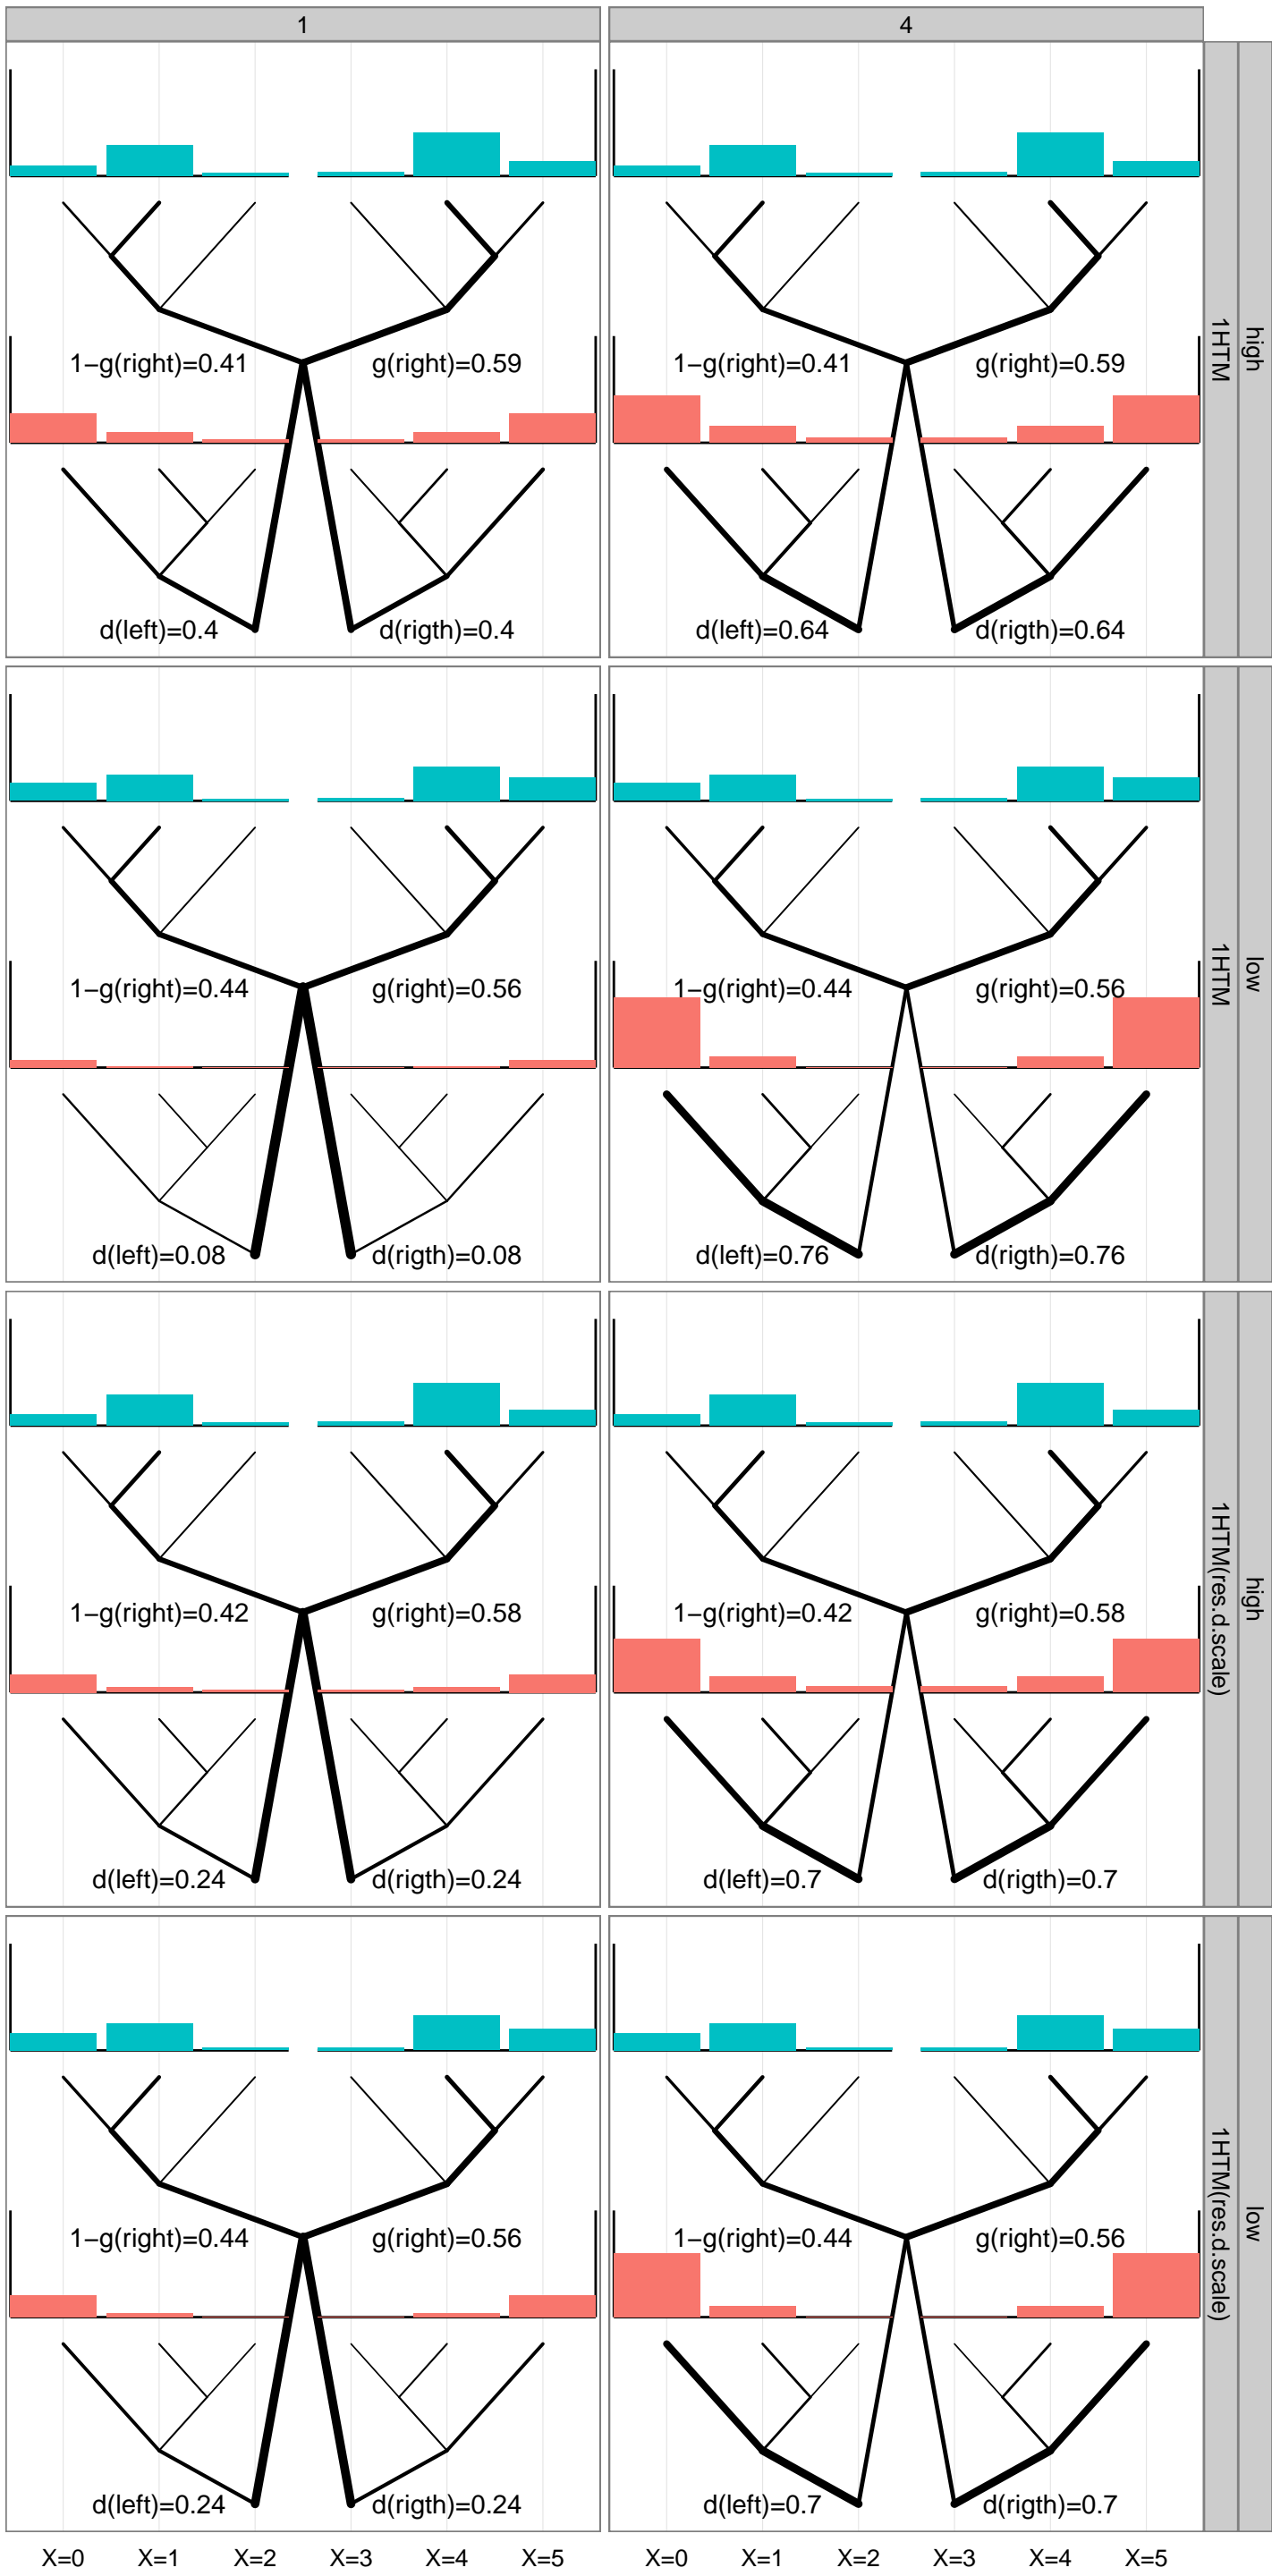 1 4
1−g(right)=0.41 g(right)=0.59 1−g(right)=0.41 g(right)=0.59
d(left)=0.4 d(rigth)=0.4 d(left)=0.64 d(rigth)=0.64
1HTM
high
1−g(right)=0.44 g(right)=0.56 1−g(right)=0.44 g(right)=0.56
d(left)=0.08 d(rigth)=0.08 d(left)=0.76 d(rigth)=0.76
1HTM
low
1−g(right)=0.42 g(right)=0.58 1−g(right)=0.42 g(right)=0.58
d(left)=0.24 d(rigth)=0.24 d(left)=0.7 d(rigth)=0.7
1HTM(res.d.scale)
high
1−g(right)=0.44 g(right)=0.56 1−g(right)=0.44 g(right)=0.56
d(left)=0.24 d(rigth)=0.24 d(left)=0.7 d(rigth)=0.7
1HTM(res.d.scale)
low
X=0 X=1 X=2 X=3 X=4 X=5 X=0 X=1 X=2 X=3 X=4 X=5